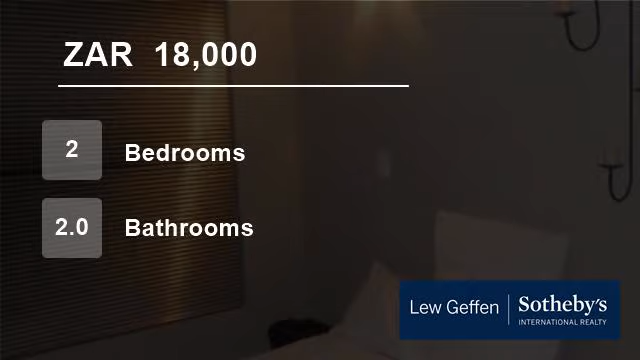 ZAR 18,000
2 Bedrooms
2.0 Bathrooms
Lew Geffen Sotheby's
INTERNATIONAL REALTY